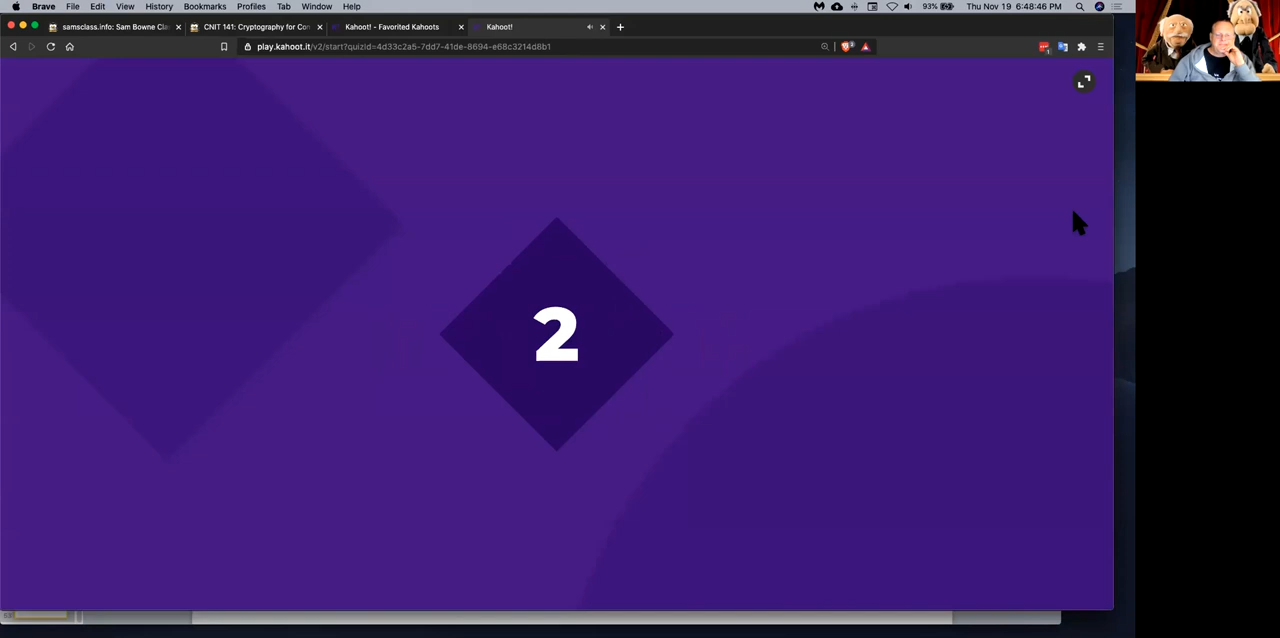 Brave File Edit View History Bookmarks Profiles Tab Window Help 93% Thu Nov 19 6:48:46 PM
samsclass.info: Sam Bowne Cla CNIT 141: Cryptography for Con Kahoot! - Favorited Kahoots Kahoot!
play.kahoot.it/v2/start?quizId=4d33c2a5-7dd7-41de-8694-e68c3214d8b1
2
53